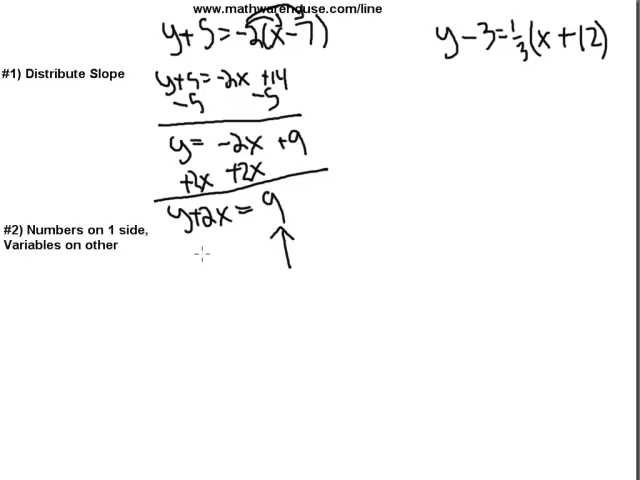 www.mathwarehouse.com/line
y+5=-2(x-7)
#1) Distribute Slope
y+5=-2x +14
-5 -5
y= -2x +9
+2x +2x
y+2x = 9
#2) Numbers on 1 side,
Variables on other
y-3=1/3(x+12)